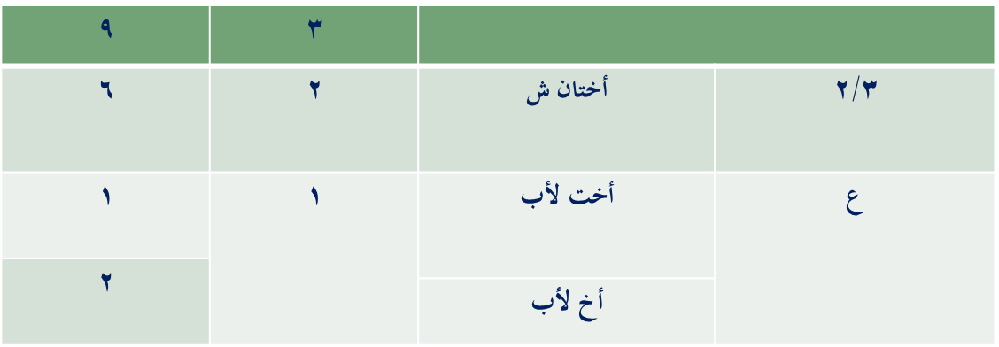 ٣ ٩
٢/٣ أختان ش ٢ ٦
ع أخت لأب ١ ١
أخ لأب ٢